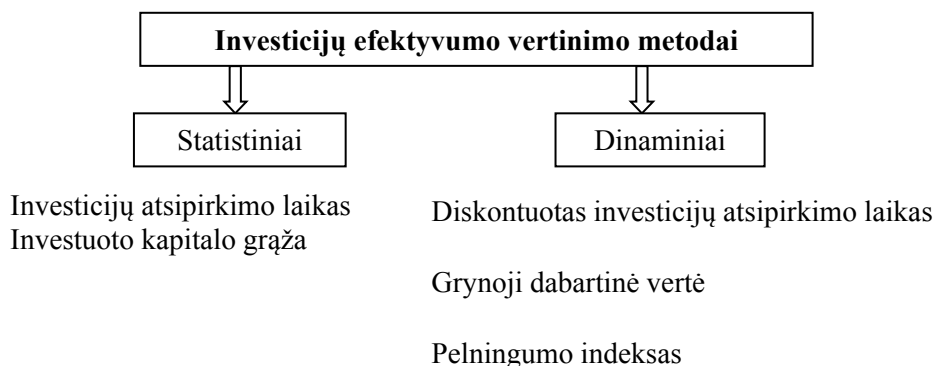 Investicijų efektyvumo vertinimo metodai
Statistiniai
Dinaminiai
Investicijų atsipirkimo laikas
Investuoto kapitalo grąža
Diskontuotas investicijų atsipirkimo laikas
Grynoji dabartinė vertė
Pelningumo indeksas